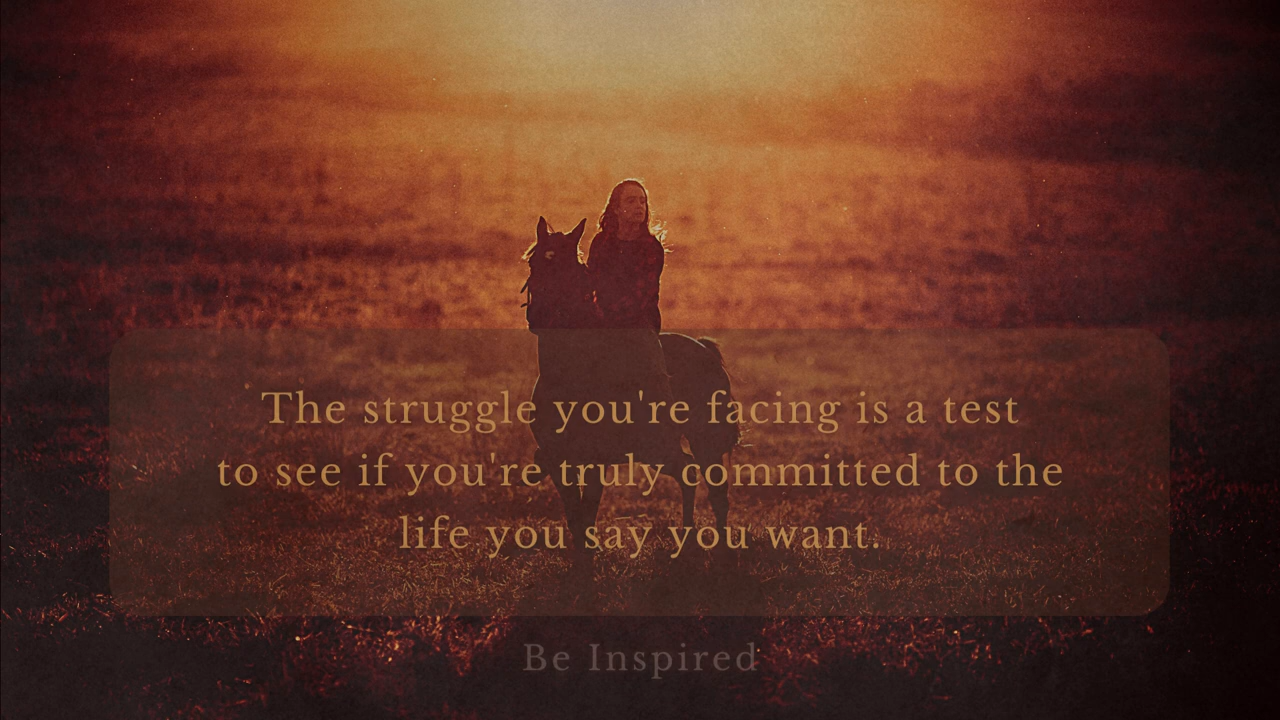 The struggle you're facing is a test
to see if you're truly committed to the
life you say you want.
Be Inspired